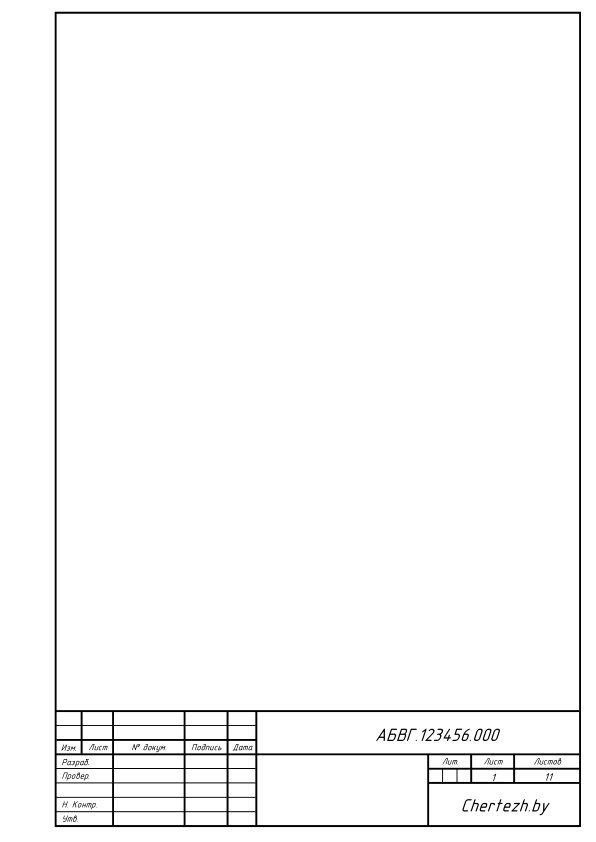 АБВГ.123456.000
Изм. Лист № докум. Подпись Дата
Разраб. Лит. Лист Листов
Провер. 1 11
Н. Контр. Chertezh.by
Утв.